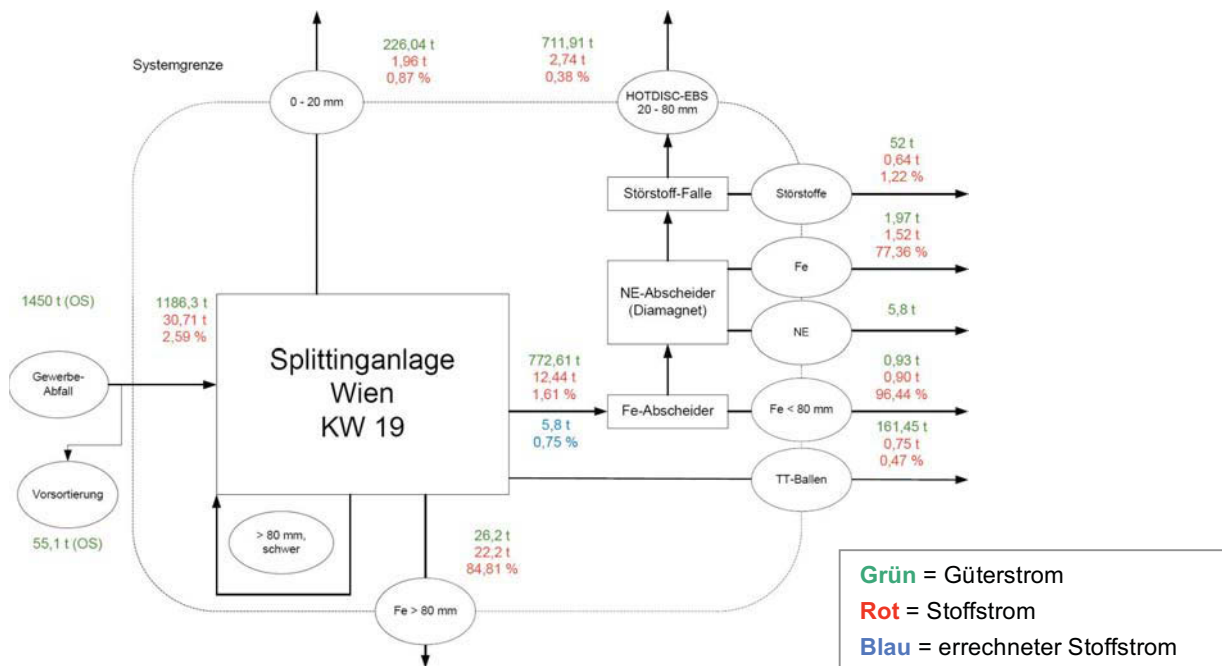 Systemgrenze
226,04 t
1,96 t
0,87 %
711,91 t
2,74 t
0,38 %
0 - 20 mm
HOTDISC-EBS
20 - 80 mm
52 t
0,64 t
1,22 %
Störstoff-Falle
Störstoffe
1,97 t
1,52 t
77,36 %
Fe
NE-Abscheider
(Diamagnet)
1450 t (OS)
1186,3 t
30,71 t
2,59 %
5,8 t
NE
Splittinganlage
Wien
KW 19
772,61 t
12,44 t
1,61 %
5,8 t
0,75 %
0,93 t
0,90 t
96,44 %
Gewerbe-
Abfall
Fe-Abscheider
Fe < 80 mm
161,45 t
0,75 t
0,47 %
TT-Ballen
Vorsortierung
55,1 t (OS)
> 80 mm,
schwer
26,2 t
22,2 t
84,81 %
Fe > 80 mm
Grün = Güterstrom
Rot = Stoffstrom
Blau = errechneter Stoffstrom